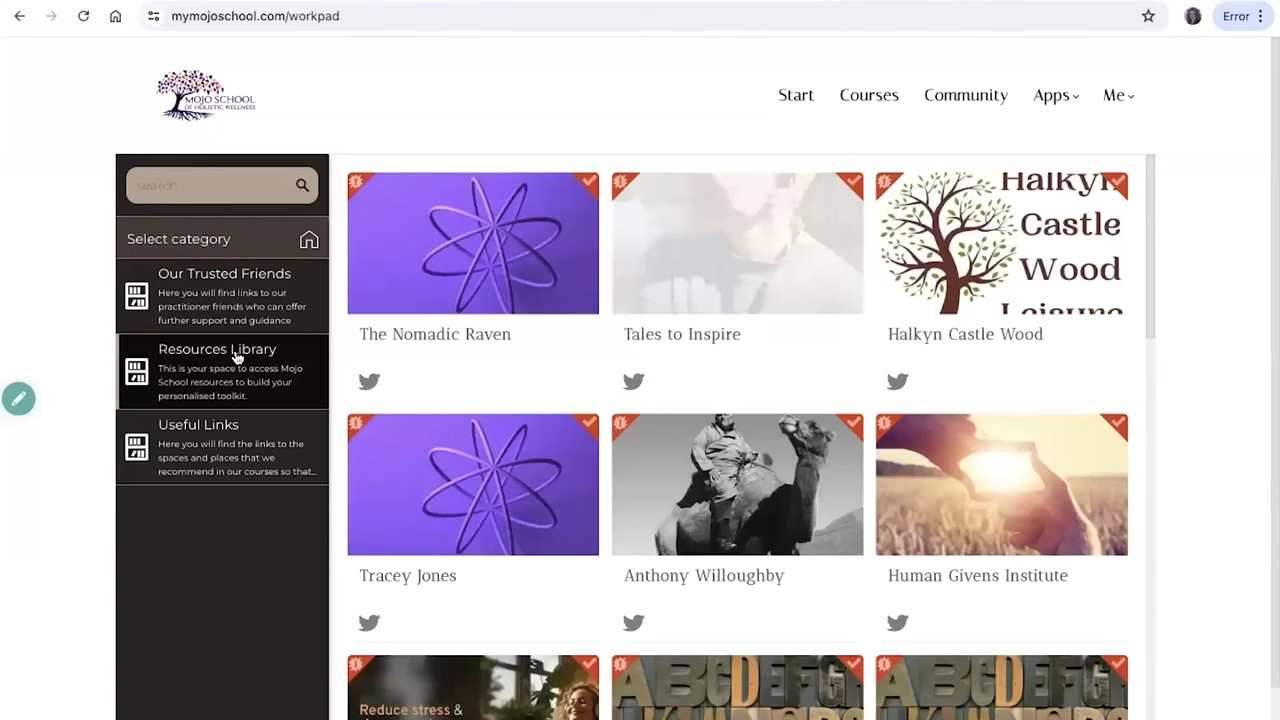 mymojoschool.com/workpad
Error
MOJO SCHOOL
OF HOLISTIC WELLNESS
Start
Courses
Community
Apps
Me
search
Select category
Our Trusted Friends
Here you will find links to our
practitioner friends who can offer
further support and guidance
Resources Library
This is your space to access Mojo
School resources to build your
personalised toolkit.
Useful Links
Here you will find the links to the
spaces and places that we
recommend in our courses so that...
Halkyn
Castle
Wood
Leisure
The Nomadic Raven
Tales to Inspire
Halkyn Castle Wood
Tracey Jones
Anthony Willoughby
Human Givens Institute
Reduce stress &
ABCDEFG
ABCDEFG